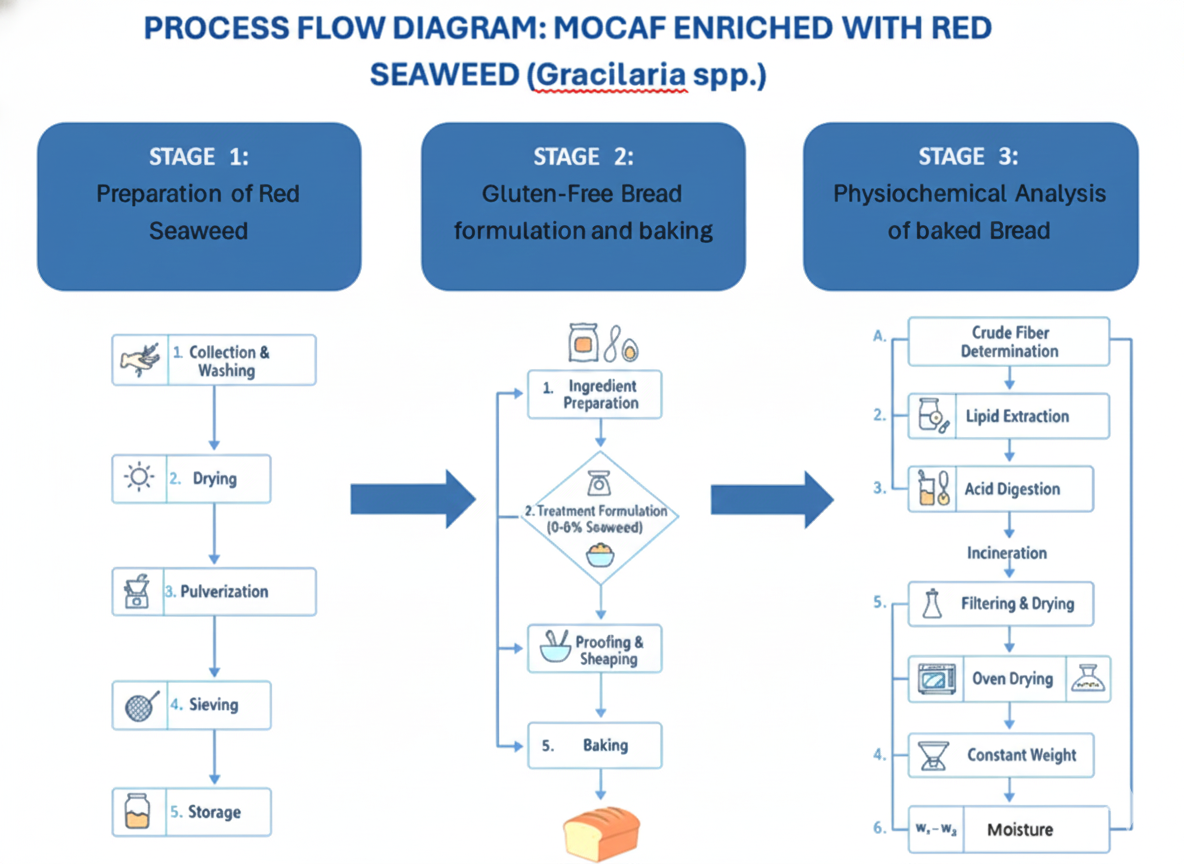 PROCESS FLOW DIAGRAM: MOCAF ENRICHED WITH RED
SEAWEED (Gracilaria spp.)
STAGE 1:
Preparation of Red
Seaweed
1. Collection &
Washing
2. Drying
3. Pulverization
4. Sieving
5. Storage
STAGE 2:
Gluten-Free Bread
formulation and baking
1. Ingredient
Preparation
2. Treatment Formulation
(0-6% Seaweed)
Proofing &
Sheaping
5. Baking
STAGE 3:
Physiochemical Analysis
of baked Bread
A. Crude Fiber
Determination
2. Lipid Extraction
3. Acid Digestion
Incineration
5. Filtering & Drying
Oven Drying
4. Constant Weight
6. Moisture